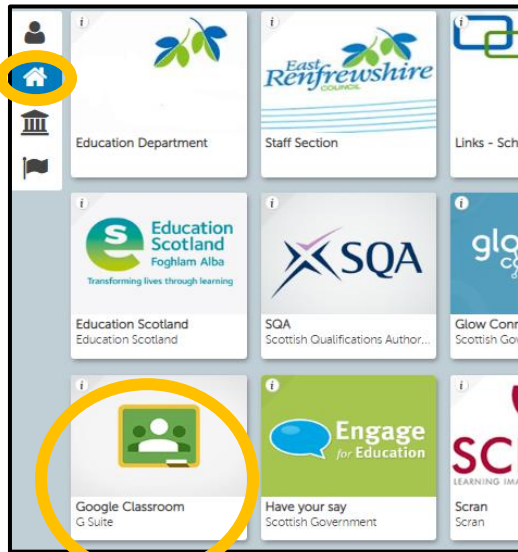 Education Department
East
Renfrewshire
COUNCIL
Staff Section
Links - Sch
Education
Scotland
Foghlam Alba
Transforming lives through learning
Education Scotland
Education Scotland
SQA
SQA
Scottish Qualifications Author...
glo
co
Glow Conn
Scottish Gov
Google Classroom
G Suite
Engage
for Education
Have your say
Scottish Government
SC
LEARNING IMA
Scran
Scran